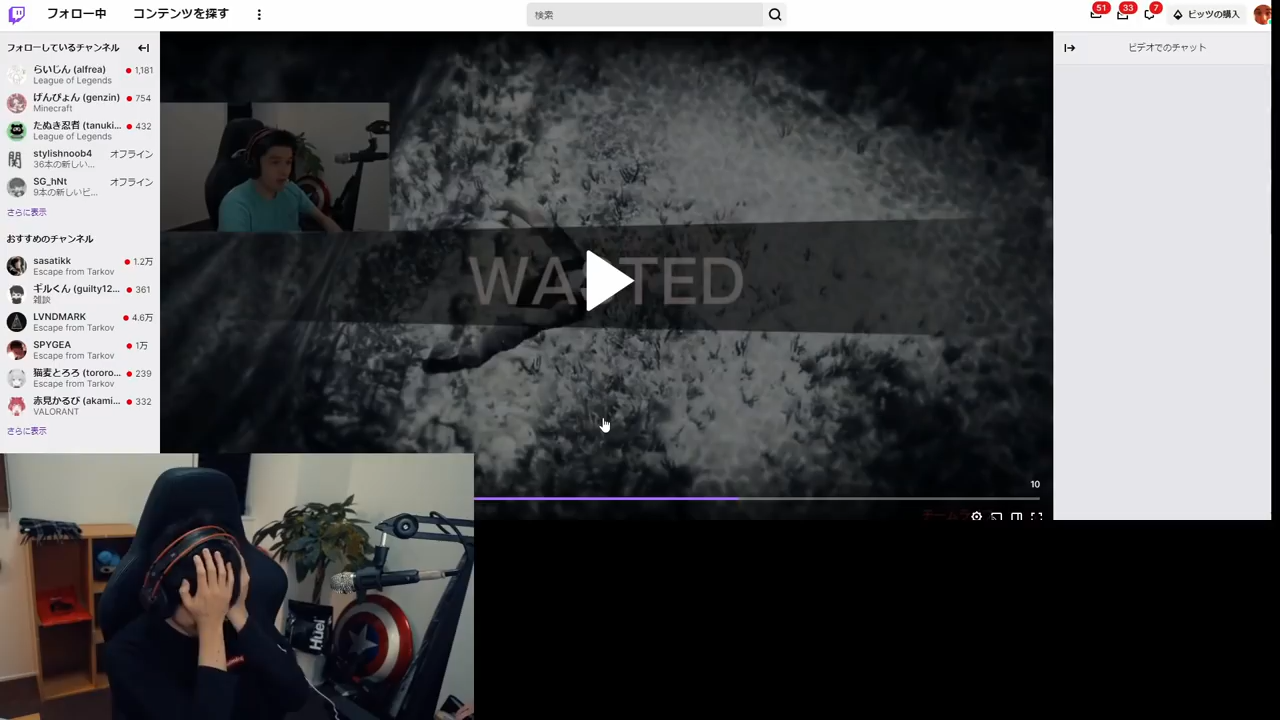 フォロー中
コンテンツを探す
検索
51
33
7
ビッツの購入
フォローしているチャンネル
らいじん (alfrea)
1,181
League of Legends
げんぴょん (genzin)
754
Minecraft
たぬき忍者 (tanuki...
432
League of Legends
stylishnoob4
オフライン
36本の新しい...
SG_hNt
オフライン
9本の新しいビ...
さらに表示
おすすめのチャンネル
sasatikk
1.2万
Escape from Tarkov
ギルくん (guilty12...
361
雑談
LVNDMARK
4.6万
Escape from Tarkov
SPYGEA
1万
Escape from Tarkov
猫麦とろろ (tororo...
239
Escape from Tarkov
赤見かるび (akami...
332
VALORANT
さらに表示
ビデオでのチャット
WASTED
10
Huel